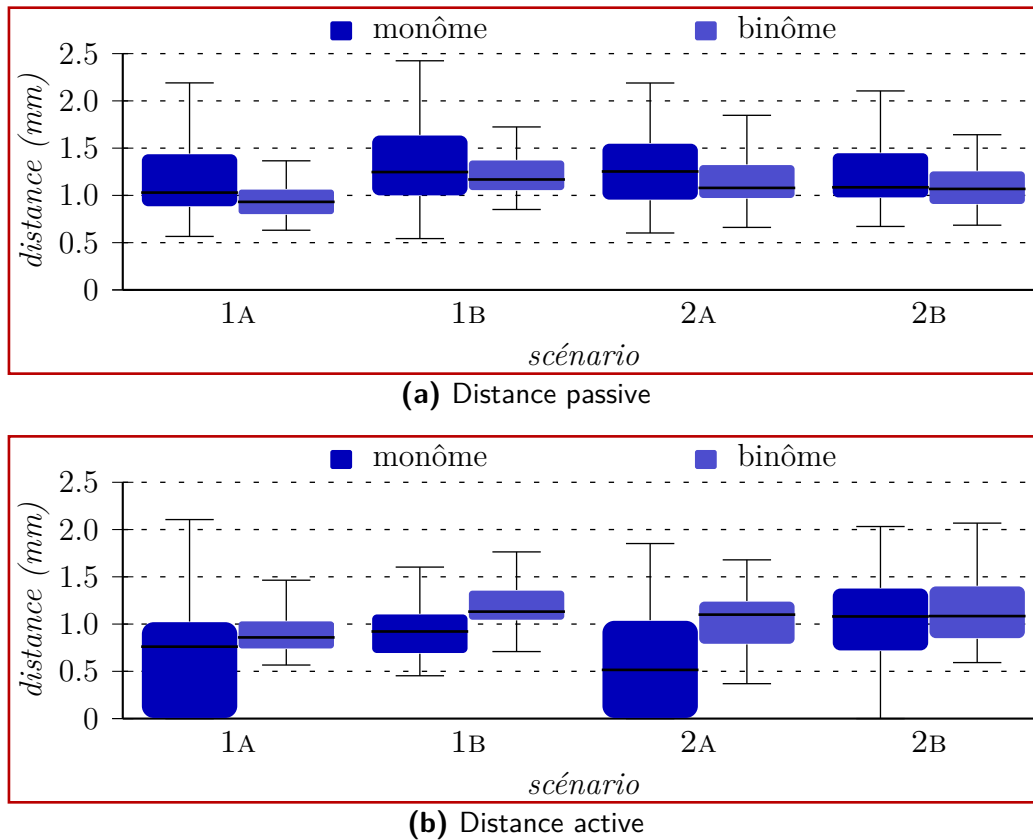 monôme binôme
2.5
2.0
1.5
1.0
0.5
0
distance (mm)
1A 1B 2A 2B
scénario
(a) Distance passive
monôme binôme
2.5
2.0
1.5
1.0
0.5
0
distance (mm)
1A 1B 2A 2B
scénario
(b) Distance active